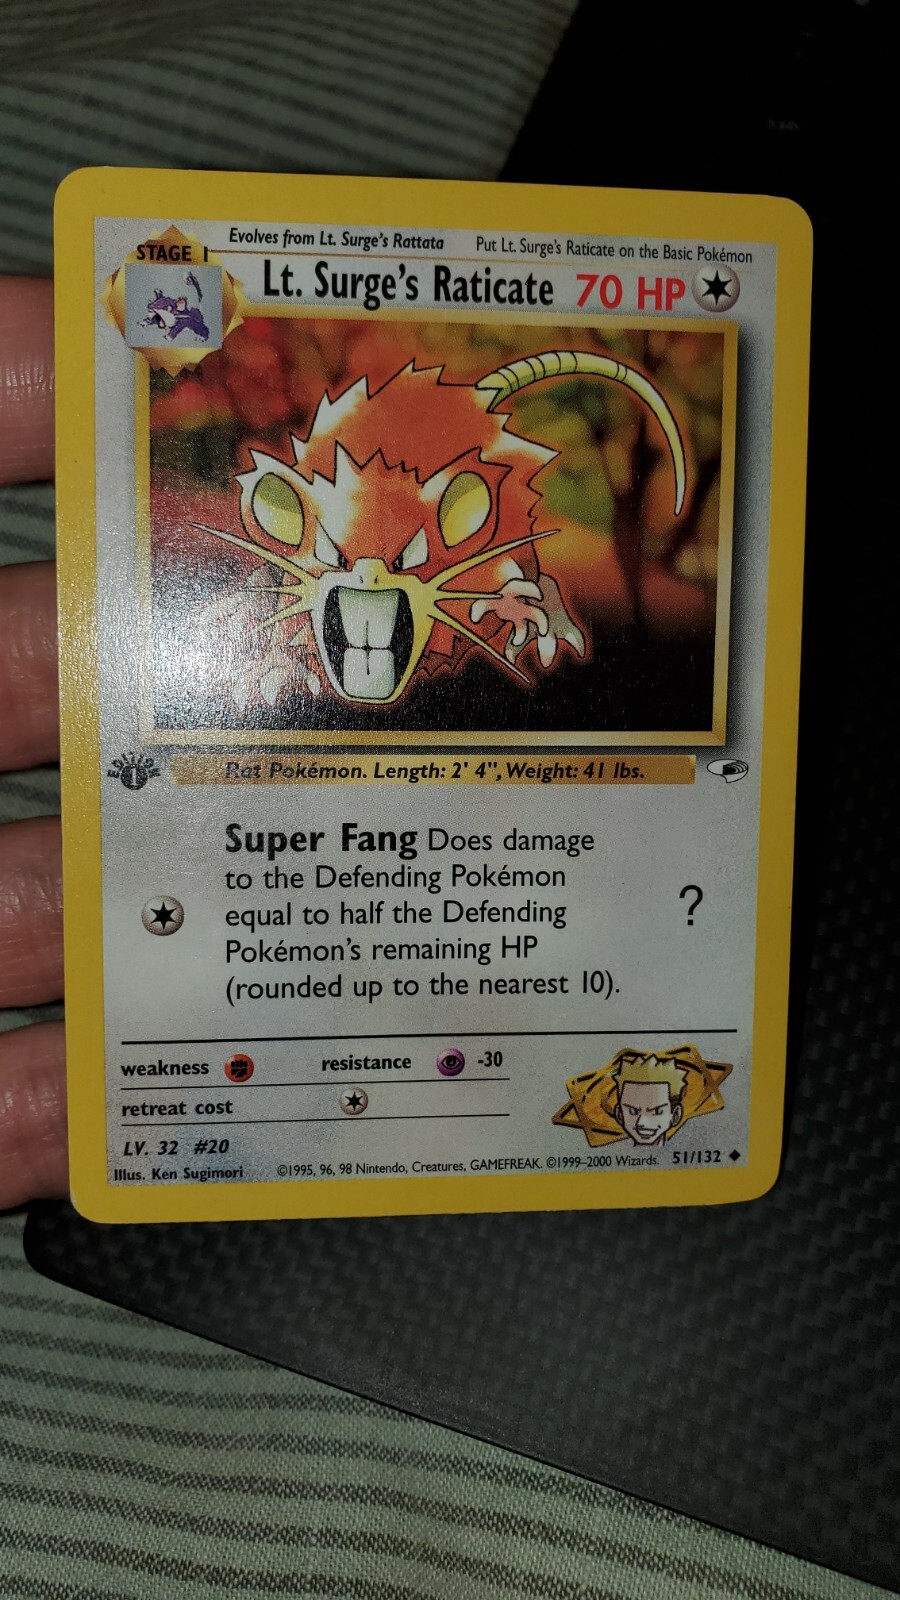 Evolves from Lt. Surge's Rattata Put Lt. Surge's Raticate on the Basic Pokémon
STAGE 1
Lt. Surge's Raticate 70 HP
EDITION 1
Rat Pokémon. Length: 2' 4", Weight: 41 lbs.
Super Fang Does damage
to the Defending Pokémon
equal to half the Defending
Pokémon's remaining HP
(rounded up to the nearest 10).
?
weakness resistance -30
retreat cost
LV. 32 #20
Illus. Ken Sugimori ©1995, 96, 98 Nintendo, Creatures, GAMEFREAK. ©1999–2000 Wizards. 51/132